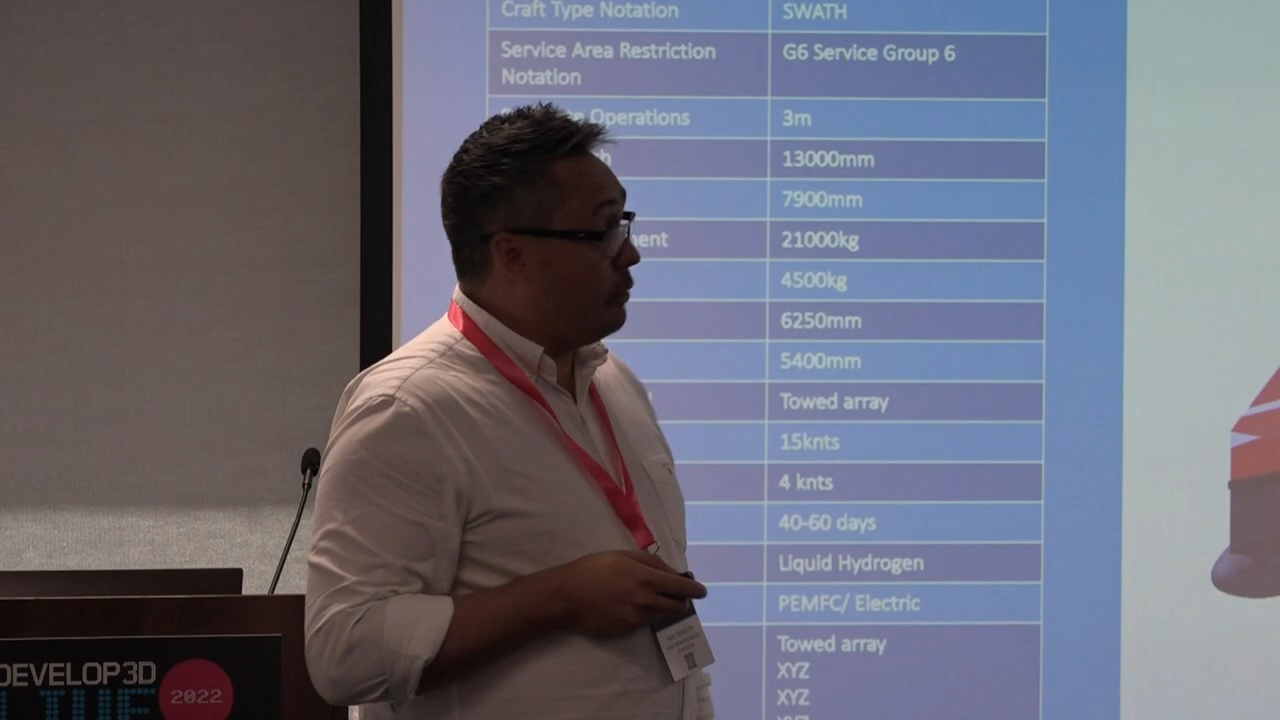 Craft Type Notation SWATH
Service Area Restriction G6 Service Group 6
Notation
Operations 3m
13000mm
7900mm
21000kg
4500kg
6250mm
5400mm
Towed array
15knts
4 knts
40-60 days
Liquid Hydrogen
PEMFC/ Electric
Towed array
XYZ
XYZ
DEVELOP3D
LIVE
2022